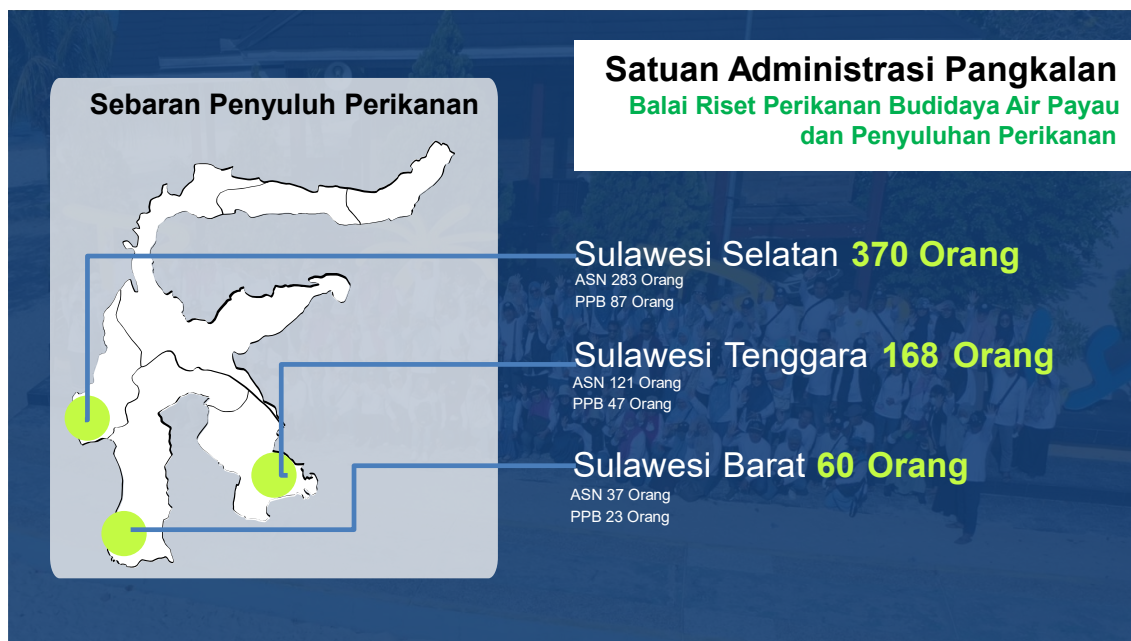 Sebaran Penyuluh Perikanan
Satuan Administrasi Pangkalan
Balai Riset Perikanan Budidaya Air Payau
dan Penyuluhan Perikanan
Sulawesi Selatan 370 Orang
ASN 283 Orang
PPB 87 Orang
Sulawesi Tenggara 168 Orang
ASN 121 Orang
PPB 47 Orang
Sulawesi Barat 60 Orang
ASN 37 Orang
PPB 23 Orang